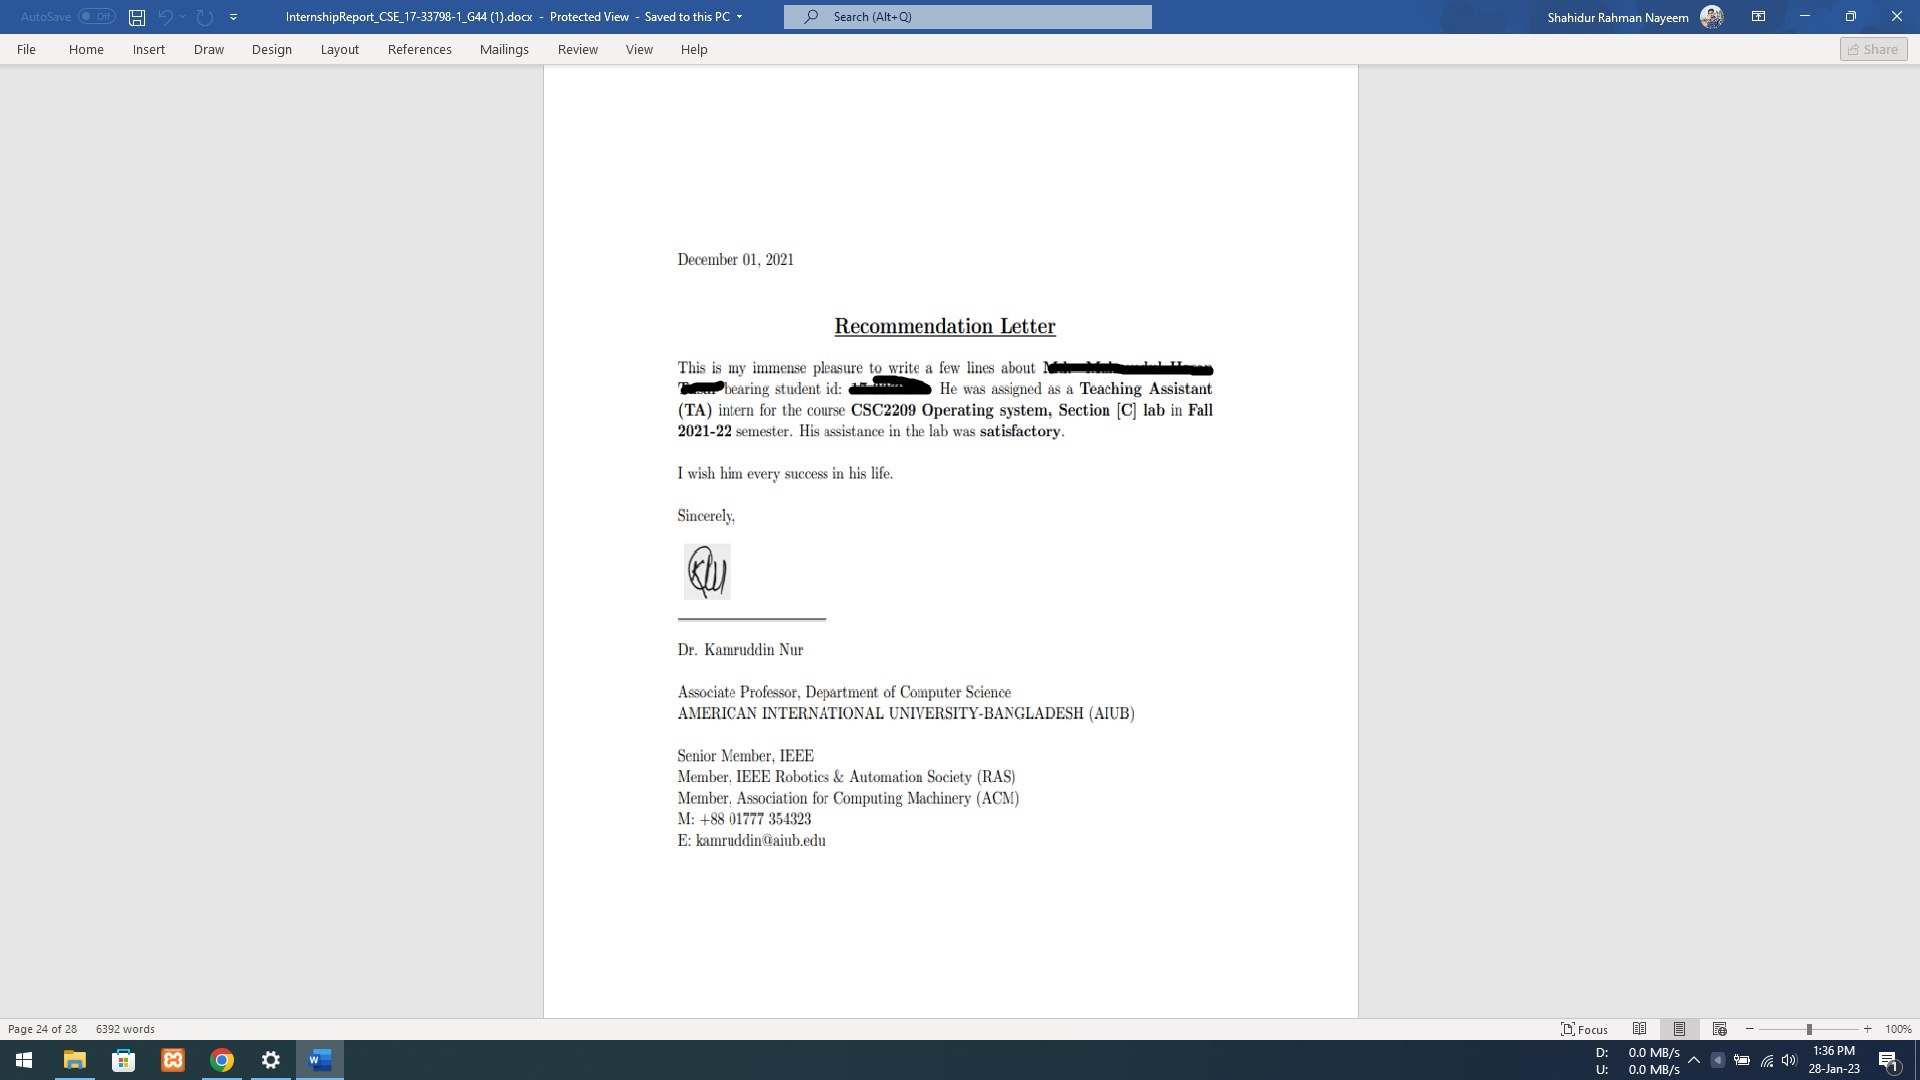 AutoSave Off
InternshipReport_CSE_17-33798-1_G44 (1).docx - Protected View - Saved to this PC
Search (Alt+Q)
Shahidur Rahman Nayeem
File Home Insert Draw Design Layout References Mailings Review View Help
Share
December 01, 2021
Recommendation Letter
This is my immense pleasure to write a few lines about
bearing student id: He was assigned as a Teaching Assistant
(TA) intern for the course CSC2209 Operating system, Section [C] lab in Fall
2021-22 semester. His assistance in the lab was satisfactory.
I wish him every success in his life.
Sincerely,
Dr. Kamruddin Nur
Associate Professor, Department of Computer Science
AMERICAN INTERNATIONAL UNIVERSITY-BANGLADESH (AIUB)
Senior Member, IEEE
Member, IEEE Robotics & Automation Society (RAS)
Member, Association for Computing Machinery (ACM)
M: +88 01777 354323
E: kamruddin@aiub.edu
Page 24 of 28 6392 words
Focus
100%
D: 0.0 MB/s
U: 0.0 MB/s
1:36 PM
28-Jan-23
1